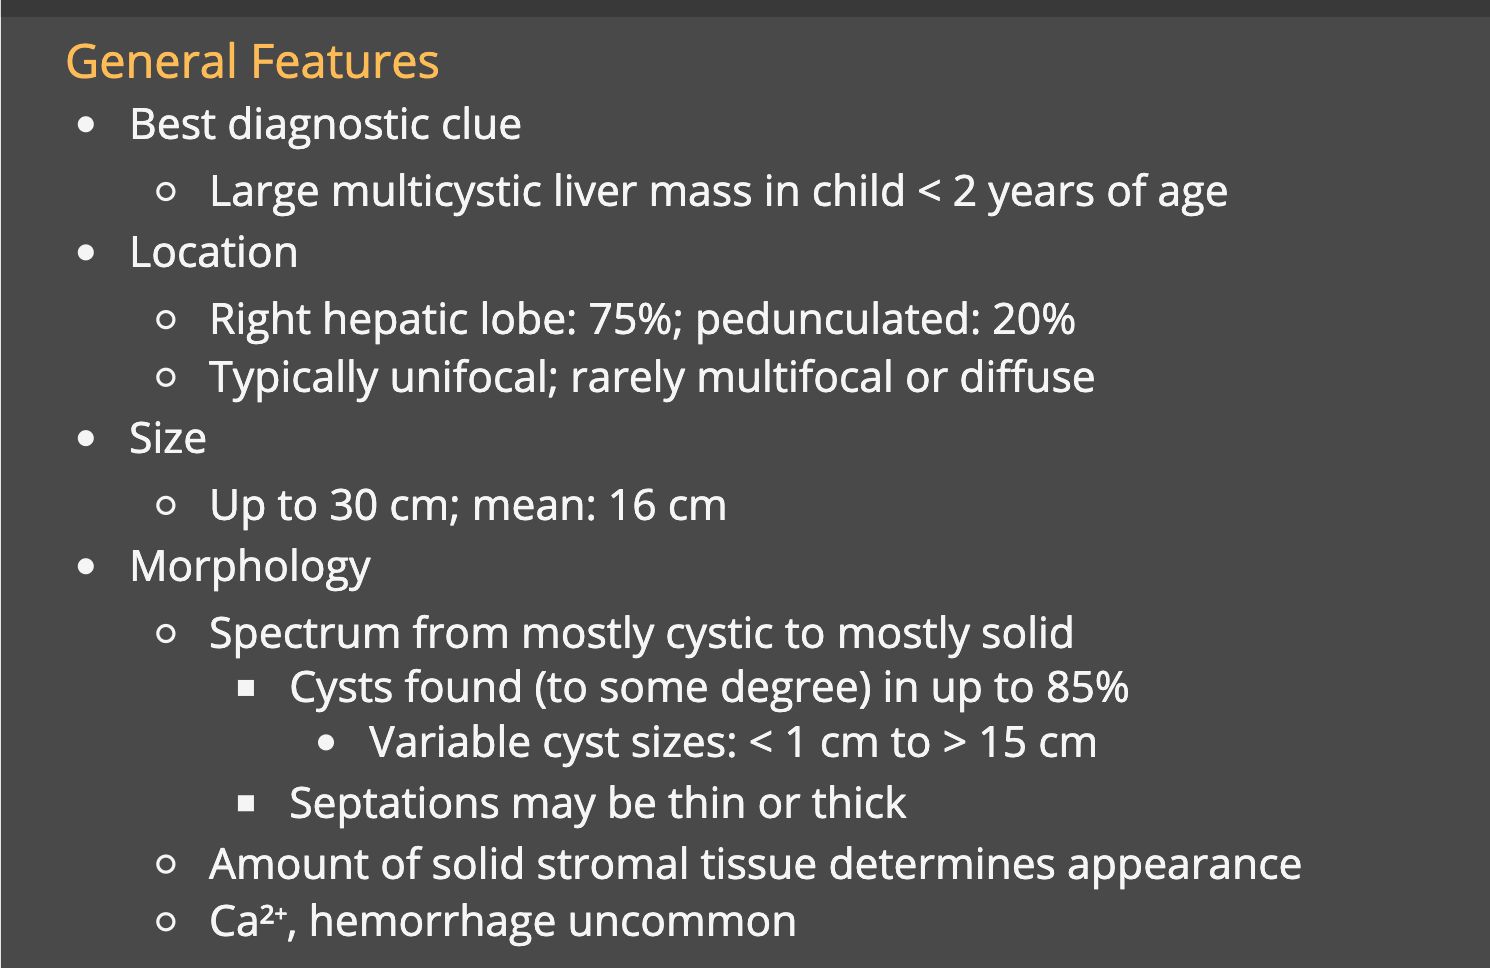 General Features
• Best diagnostic clue
○ Large multicystic liver mass in child < 2 years of age
• Location
○ Right hepatic lobe: 75%; pedunculated: 20%
○ Typically unifocal; rarely multifocal or diffuse
• Size
○ Up to 30 cm; mean: 16 cm
• Morphology
○ Spectrum from mostly cystic to mostly solid
▪ Cysts found (to some degree) in up to 85%
• Variable cyst sizes: < 1 cm to > 15 cm
▪ Septations may be thin or thick
○ Amount of solid stromal tissue determines appearance
○ Ca²⁺, hemorrhage uncommon